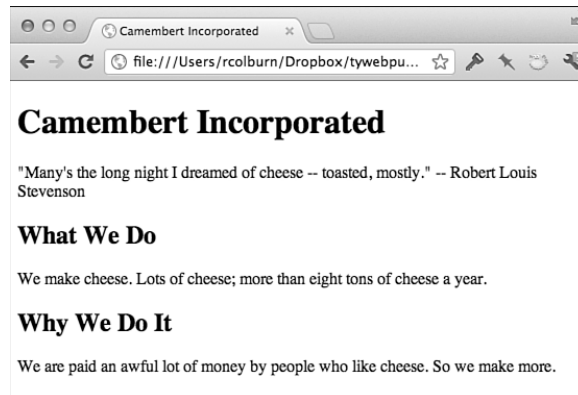 Camembert Incorporated
file:///Users/rcolburn/Dropbox/tywebpu...
Camembert Incorporated
"Many's the long night I dreamed of cheese -- toasted, mostly." -- Robert Louis
Stevenson
What We Do
We make cheese. Lots of cheese; more than eight tons of cheese a year.
Why We Do It
We are paid an awful lot of money by people who like cheese. So we make more.